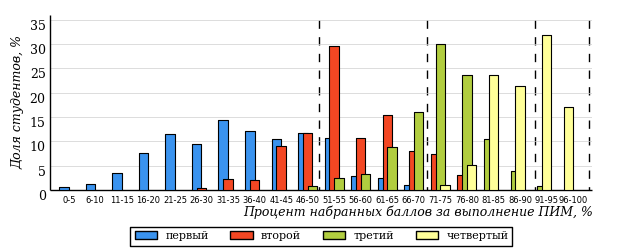 35
30
25
20
15
10
5
0
Доля студентов, %
0-5 6-10 11-15 16-20 21-25 26-30 31-35 36-40 41-45 46-50 51-55 56-60 61-65 66-70 71-75 76-80 81-85 86-90 91-95 96-100
Процент набранных баллов за выполнение ПИМ, %
первый второй третий четвертый